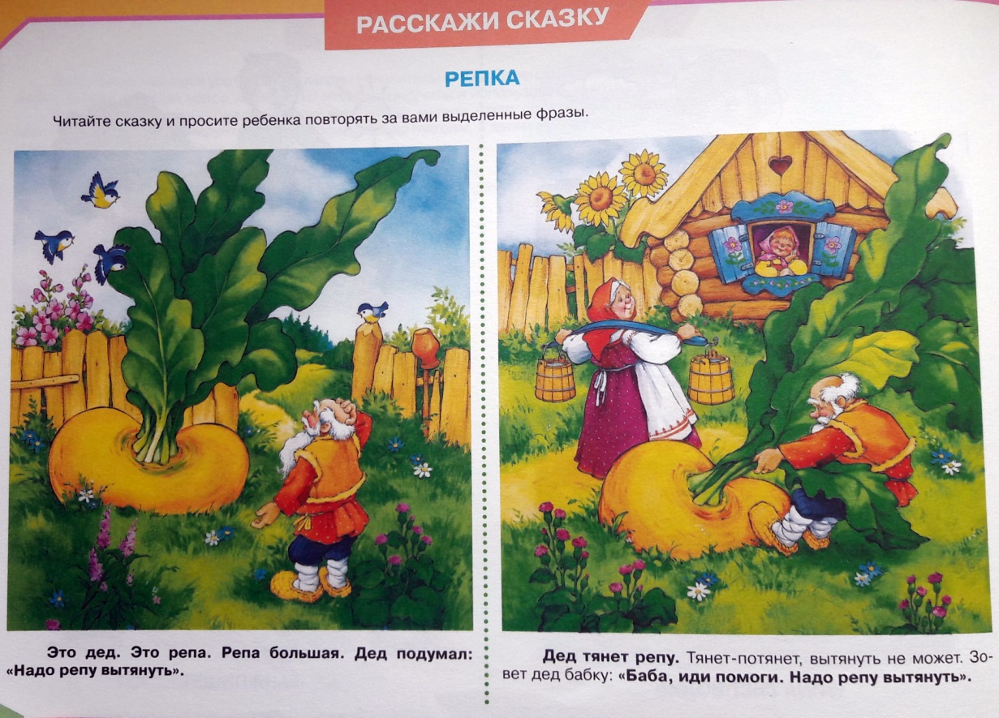 РАССКАЖИ СКАЗКУ
РЕПКА
Читайте сказку и просите ребенка повторять за вами выделенные фразы.
Это дед. Это репа. Репа большая. Дед подумал:
«Надо репу вытянуть».
Дед тянет репу. Тянет-потянет, вытянуть не может. Зо-
вет дед бабку: «Баба, иди помоги. Надо репу вытянуть».